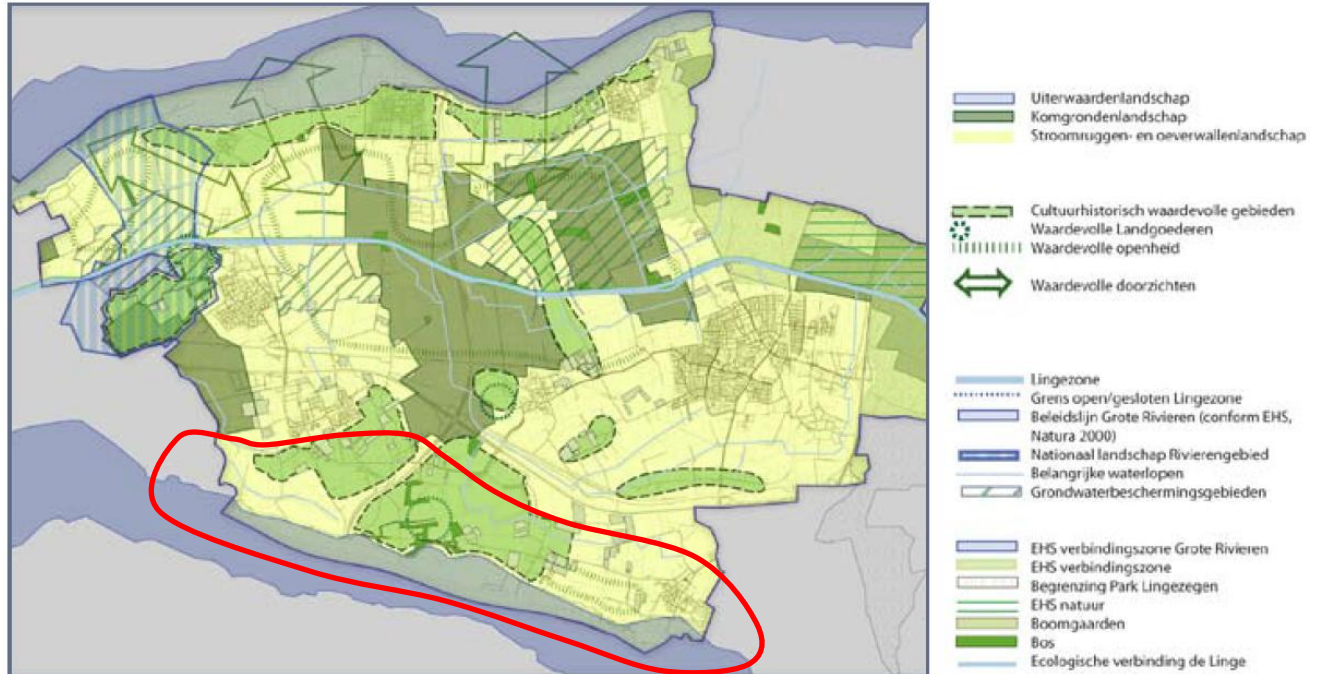 Uiterwaardenlandschap
Komgrondenlandschap
Stroomruggen- en oeverwallenlandschap
Cultuurhistorisch waardevolle gebieden
Waardevolle Landgoederen
Waardevolle openheid
Waardevolle doorzichten
Lingezone
Grens open/gesloten Lingezone
Beleidslijn Grote Rivieren (conform EHS,
Natura 2000)
Nationaal landschap Rivierengebied
Belangrijke waterlopen
Grondwaterbeschermingsgebieden
EHS verbindingszone Grote Rivieren
EHS verbindingszone
Begrenzing Park Lingezegen
EHS natuur
Boomgaarden
Bos
Ecologische verbinding de Linge